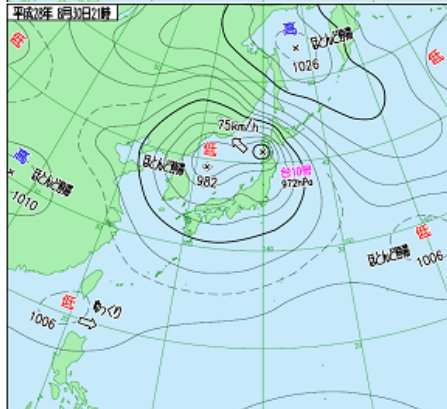 平成28年 8月30日21時
低
高
ほとんど停滞
1026
低
75km/h
低
ほとんど停滞
982
台10号
972hPa
高
ほとんど停滞
1010
低
ほとんど停滞
1006
低
ゆっくり
1006